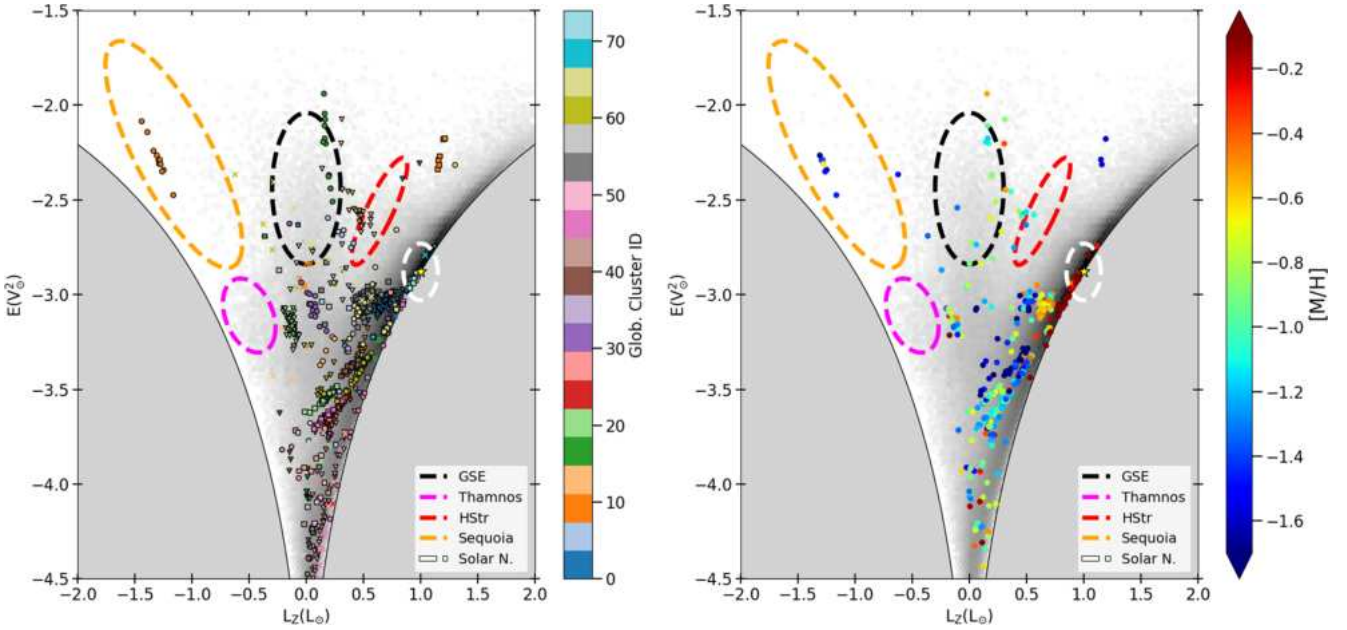 −1.5
−2.0
−2.5
−3.0
−3.5
−4.0
−4.5
E(V²⊙)
−2.0 −1.5 −1.0 −0.5 0.0 0.5 1.0 1.5 2.0
L_Z(L⊙)
GSE
Thamnos
HStr
Sequoia
Solar N.
70
60
50
40
30
20
10
0
Glob. Cluster ID
−1.5
−2.0
−2.5
−3.0
−3.5
−4.0
−4.5
E(V²⊙)
−2.0 −1.5 −1.0 −0.5 0.0 0.5 1.0 1.5 2.0
L_Z(L⊙)
GSE
Thamnos
HStr
Sequoia
Solar N.
−0.2
−0.4
−0.6
−0.8
−1.0
−1.2
−1.4
−1.6
[M/H]